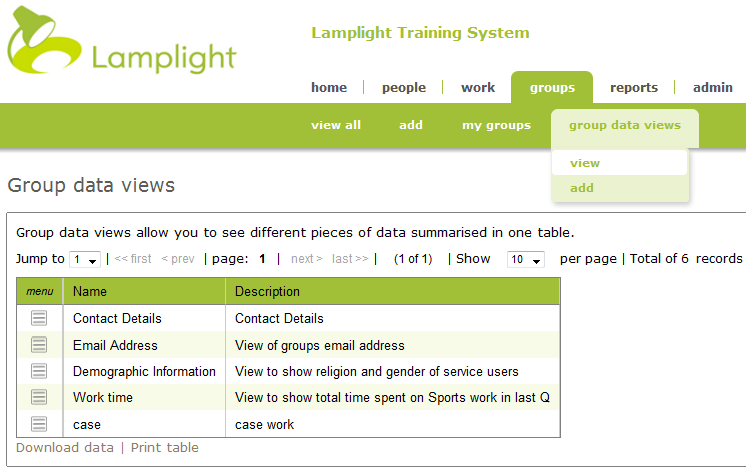 Lamplight
Lamplight Training System
home | people | work groups reports | admin
view all add my groups group data views
view
add
Group data views
Group data views allow you to see different pieces of data summarised in one table.
Jump to 1 | << first < prev | page: 1 | next > last >> | (1 of 1) | Show 10 per page | Total of 6 records
menu Name Description
Contact Details Contact Details
Email Address View of groups email address
Demographic Information View to show religion and gender of service users
Work time View to show total time spent on Sports work in last Q
case case work
Download data | Print table